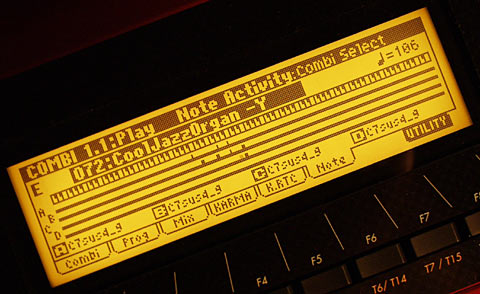 COMBI 1.1:Play Note Activity:Combi Select
E 072:CoolJazzOrgan -Y ♩=106
A
B
C
D
A C7sus4_9 B C7sus4_9 C C7sus4_9 D C7sus4_9 UTILITY
Combi Prog Mix KARMA K.RTC Note
F4 F5 F6 F7
T6/T14 T7/T15